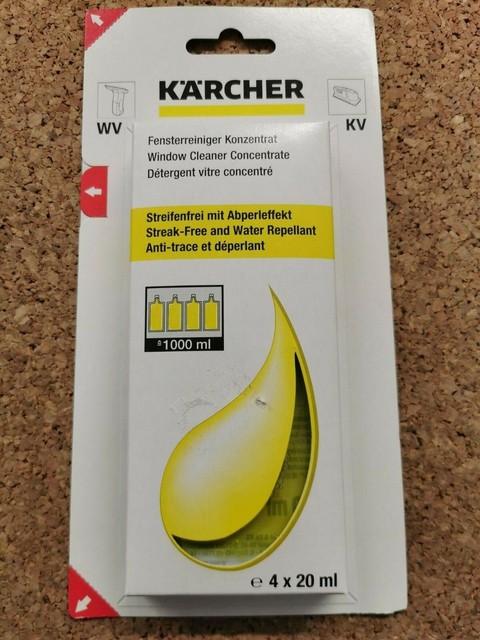 KÄRCHER
WV
KV
Fensterreiniger Konzentrat
Window Cleaner Concentrate
Détergent vitre concentré
Streifenfrei mit Abperleffekt
Streak-Free and Water Repellant
Anti-trace et déperlant
≙1000 ml
℮ 4 x 20 ml